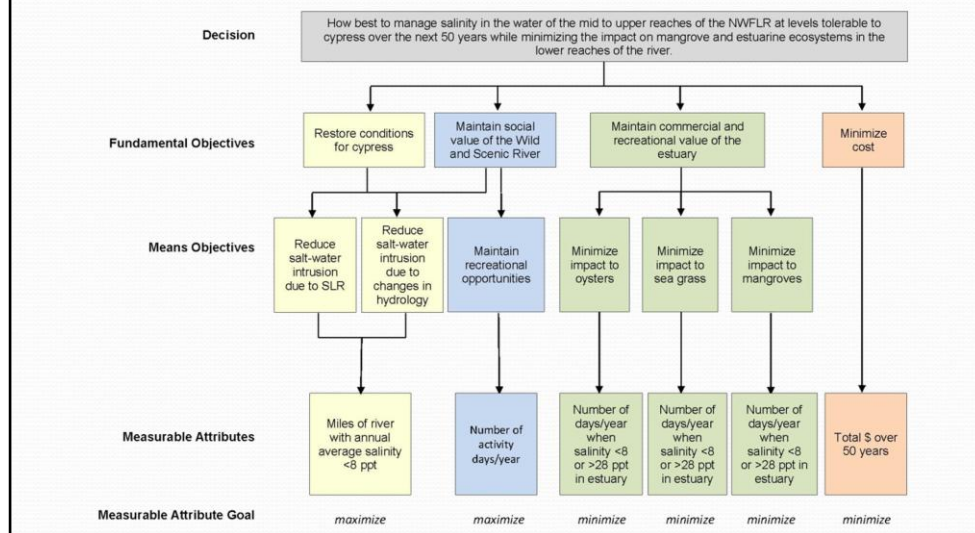 Decision
How best to manage salinity in the water of the mid to upper reaches of the NWFLR at levels tolerable to
cypress over the next 50 years while minimizing the impact on mangrove and estuarine ecosystems in the
lower reaches of the river.
Fundamental Objectives
Restore conditions
for cypress
Maintain social
value of the Wild
and Scenic River
Maintain commercial and
recreational value of the
estuary
Minimize
cost
Means Objectives
Reduce
salt-water
intrusion
due to SLR
Reduce
salt-water
intrusion
due to
changes in
hydrology
Maintain
recreational
opportunities
Minimize
impact to
oysters
Minimize
impact to
sea grass
Minimize
impact to
mangroves
Measurable Attributes
Miles of river
with annual
average salinity
<8 ppt
Number of
activity
days/year
Number of
days/year
when
salinity <8
or >28 ppt
in estuary
Number of
days/year
when
salinity <8
or >28 ppt
in estuary
Number of
days/year
when
salinity <8
or >28 ppt in
estuary
Total $ over
50 years
Measurable Attribute Goal
maximize
maximize
minimize
minimize
minimize
minimize